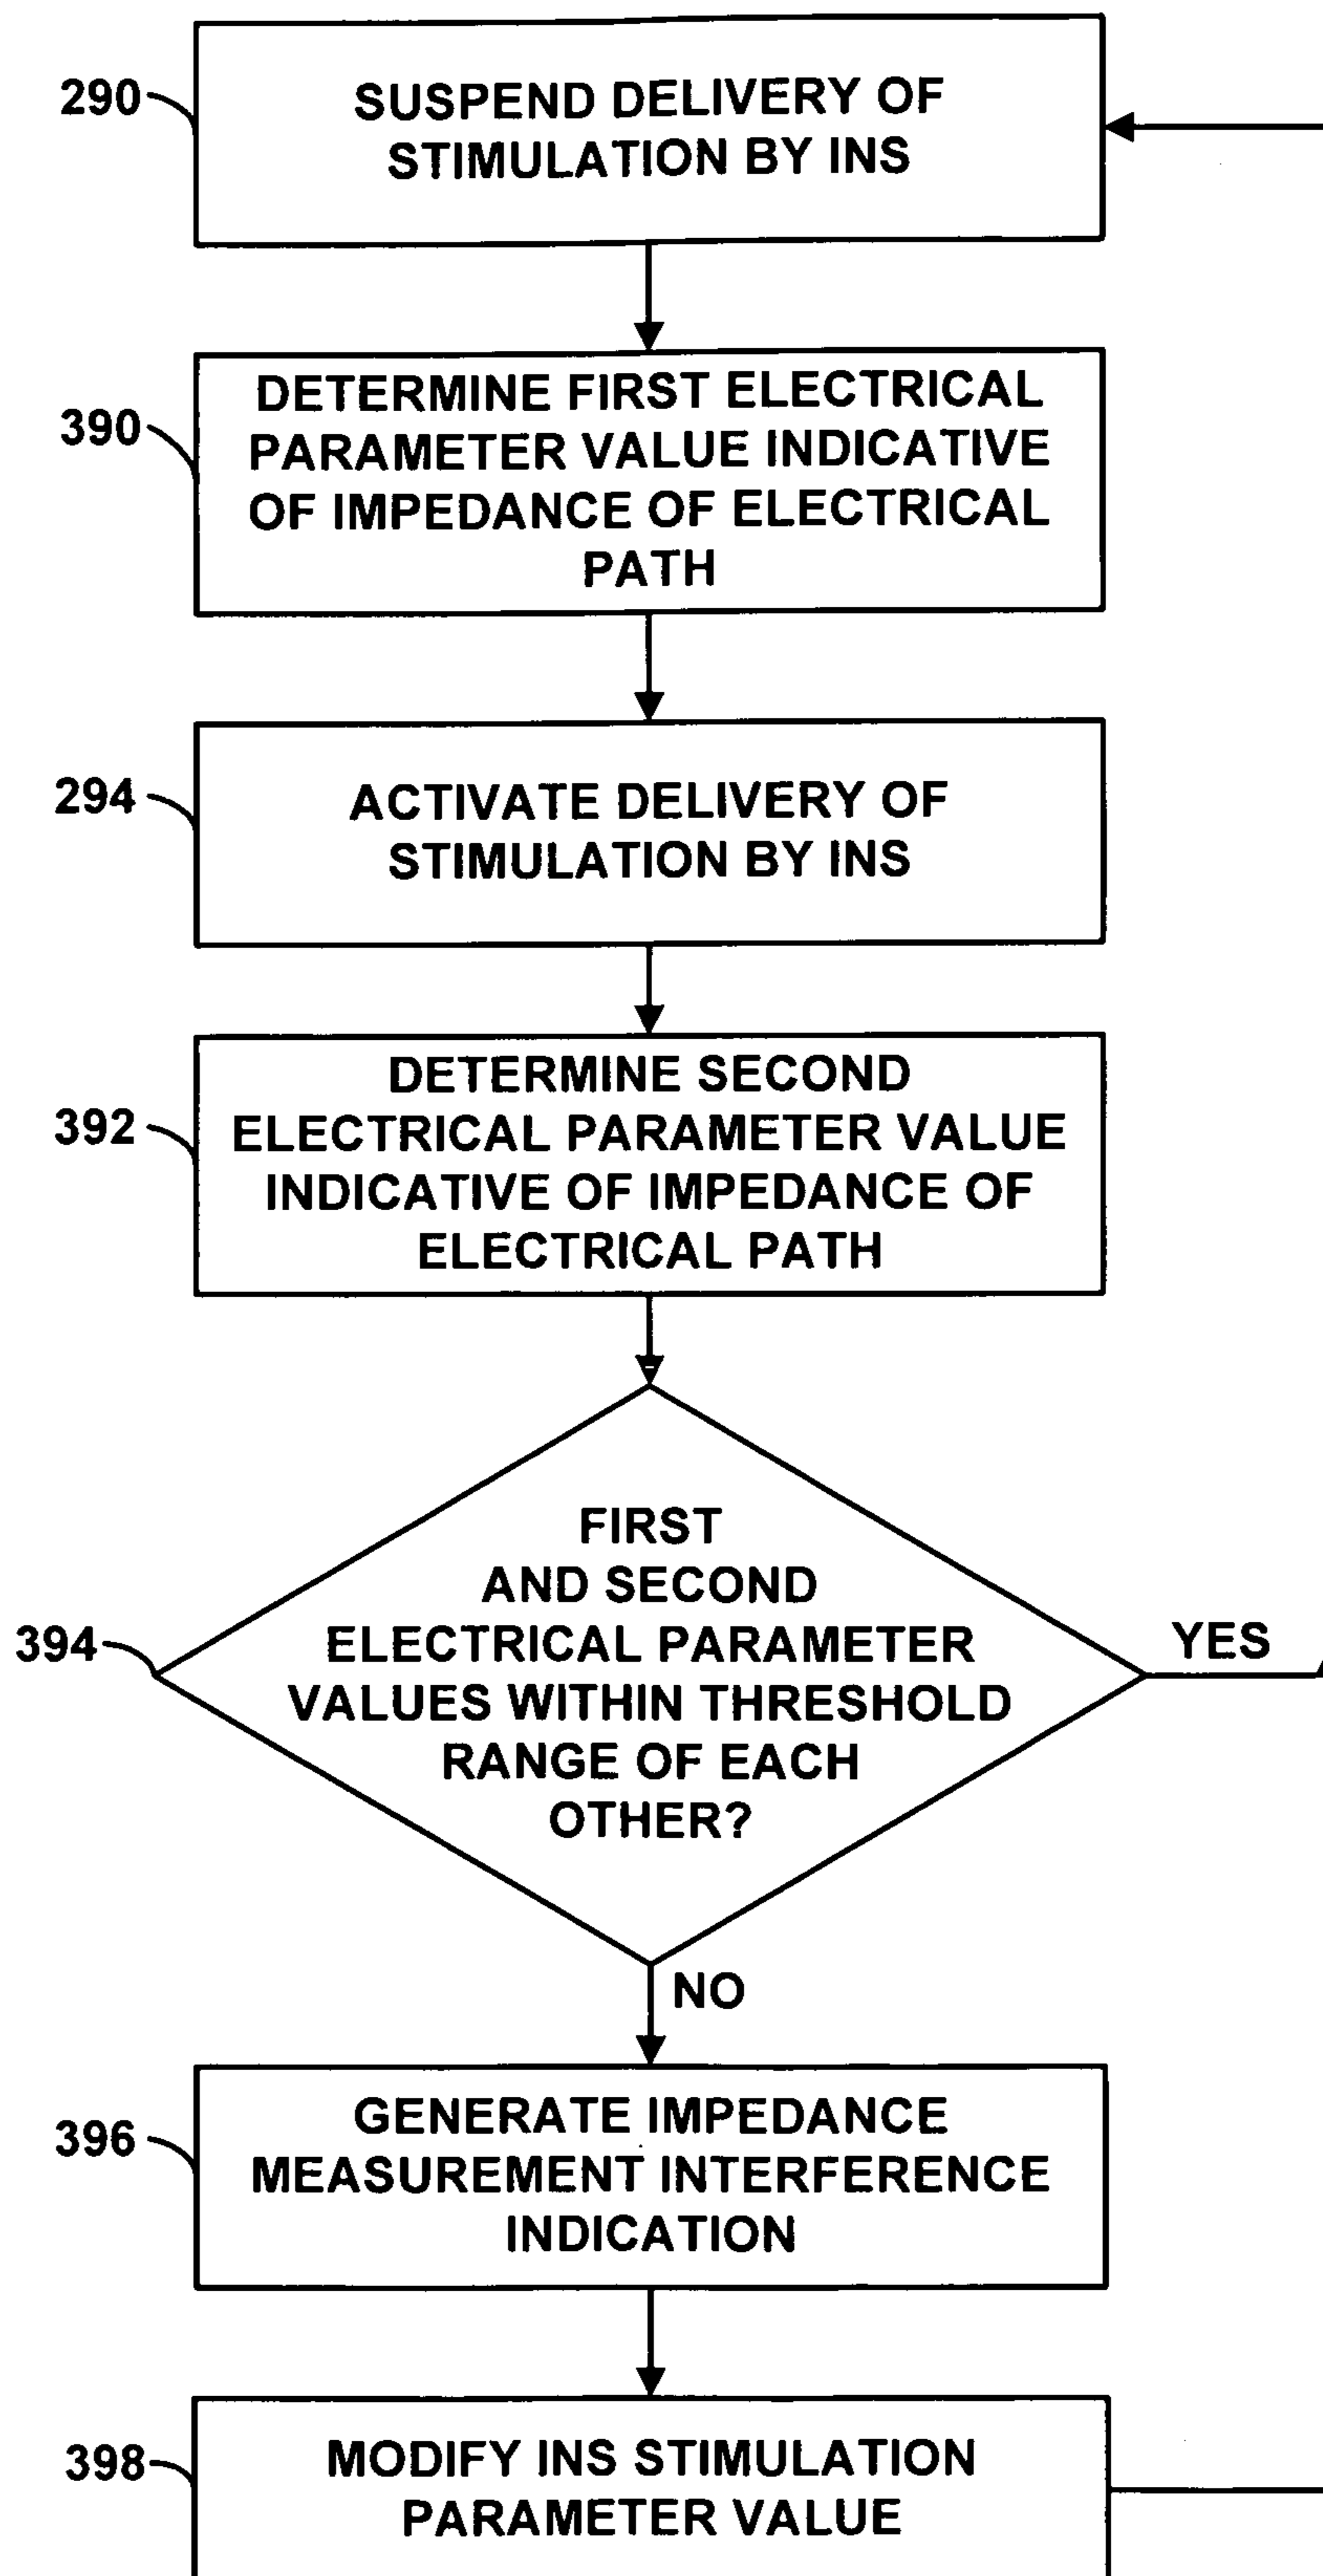 290
SUSPEND DELIVERY OF
STIMULATION BY INS
390
DETERMINE FIRST ELECTRICAL
PARAMETER VALUE INDICATIVE
OF IMPEDANCE OF ELECTRICAL
PATH
294
ACTIVATE DELIVERY OF
STIMULATION BY INS
392
DETERMINE SECOND
ELECTRICAL PARAMETER VALUE
INDICATIVE OF IMPEDANCE OF
ELECTRICAL PATH
394
FIRST
AND SECOND
ELECTRICAL PARAMETER
VALUES WITHIN THRESHOLD
RANGE OF EACH
OTHER?
YES
NO
396
GENERATE IMPEDANCE
MEASUREMENT INTERFERENCE
INDICATION
398
MODIFY INS STIMULATION
PARAMETER VALUE